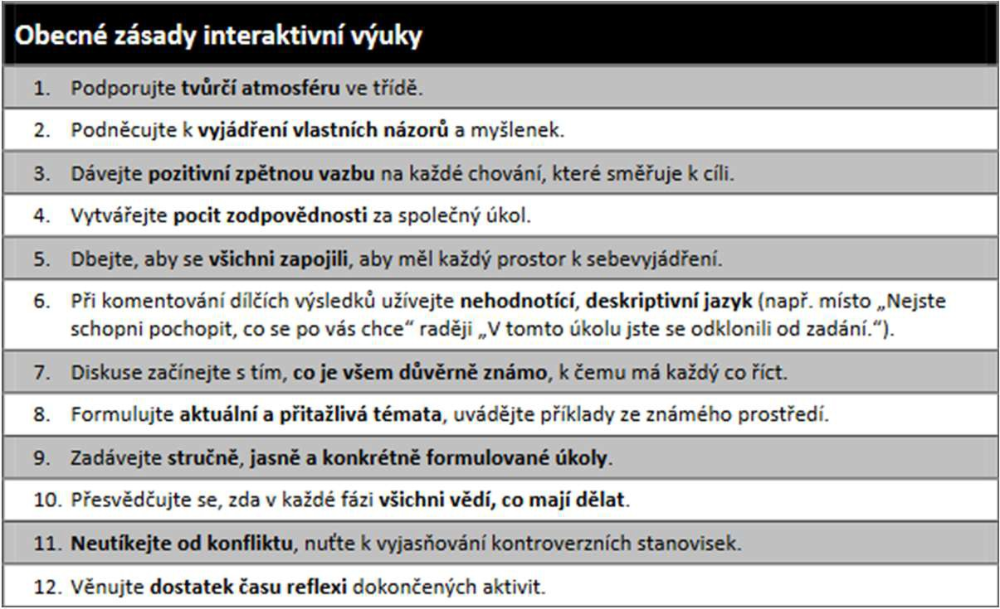 Obecné zásady interaktivní výuky
1. Podporujte tvůrčí atmosféru ve třídě.
2. Podněcujte k vyjádření vlastních názorů a myšlenek.
3. Dávejte pozitivní zpětnou vazbu na každé chování, které směřuje k cíli.
4. Vytvářejte pocit zodpovědnosti za společný úkol.
5. Dbejte, aby se všichni zapojili, aby měl každý prostor k sebevyjádření.
6. Při komentování dílčích výsledků užívejte nehodnotící, deskriptivní jazyk (např. místo „Nejste
schopni pochopit, co se po vás chce“ raději „V tomto úkolu jste se odklonili od zadání.“).
7. Diskuse začínejte s tím, co je všem důvěrně známo, k čemu má každý co říct.
8. Formulujte aktuální a přitažlivá témata, uvádějte příklady ze známého prostředí.
9. Zadávejte stručně, jasně a konkrétně formulované úkoly.
10. Přesvědčujte se, zda v každé fázi všichni vědí, co mají dělat.
11. Neutíkejte od konfliktu, nuťte k vyjasňování kontroverzních stanovisek.
12. Věnujte dostatek času reflexi dokončených aktivit.